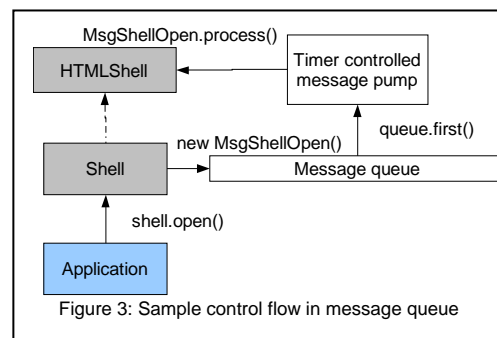 MsgShellOpen.process()
HTMLShell
Timer controlled
message pump
new MsgShellOpen()
queue.first()
Shell
Message queue
shell.open()
Application
Figure 3: Sample control flow in message queue